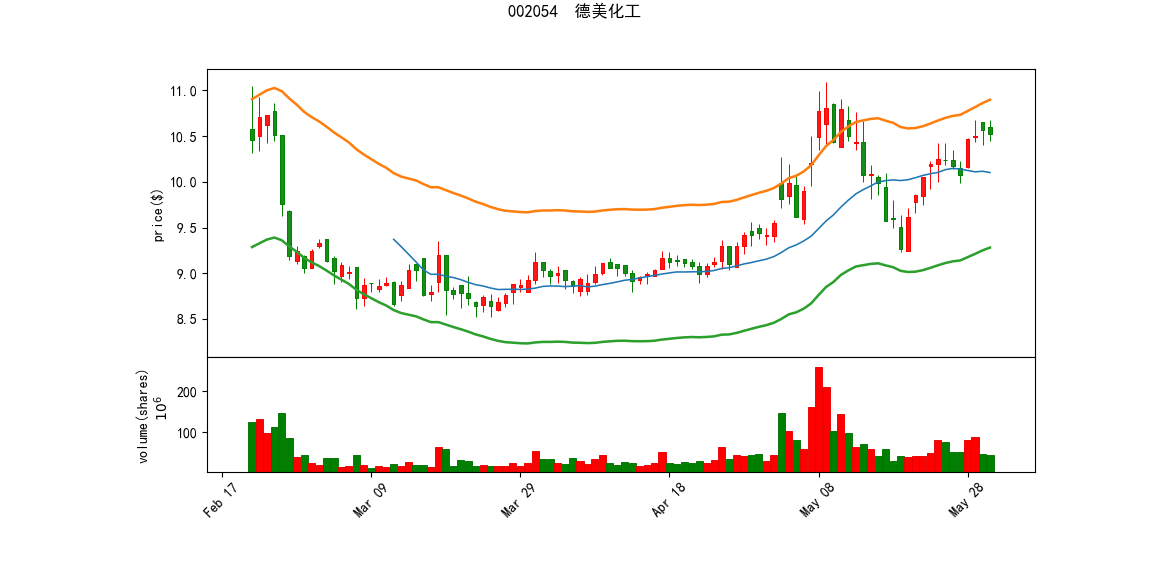 002054 德美化工
price($)
11.0
10.5
10.0
9.5
9.0
8.5
volume(shares)
10^6
200
100
Feb 17
Mar 09
Mar 29
Apr 18
May 08
May 28